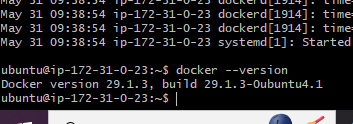 May 31 09:38:54 ip-172-31-0-23 dockerd[1914]: time=
May 31 09:38:54 ip-172-31-0-23 dockerd[1914]: time=
May 31 09:38:54 ip-172-31-0-23 dockerd[1914]: time=
May 31 09:38:54 ip-172-31-0-23 systemd[1]: Started
ubuntu@ip-172-31-0-23:~$ docker --version
Docker version 29.1.3, build 29.1.3-0ubuntu4.1
ubuntu@ip-172-31-0-23:~$